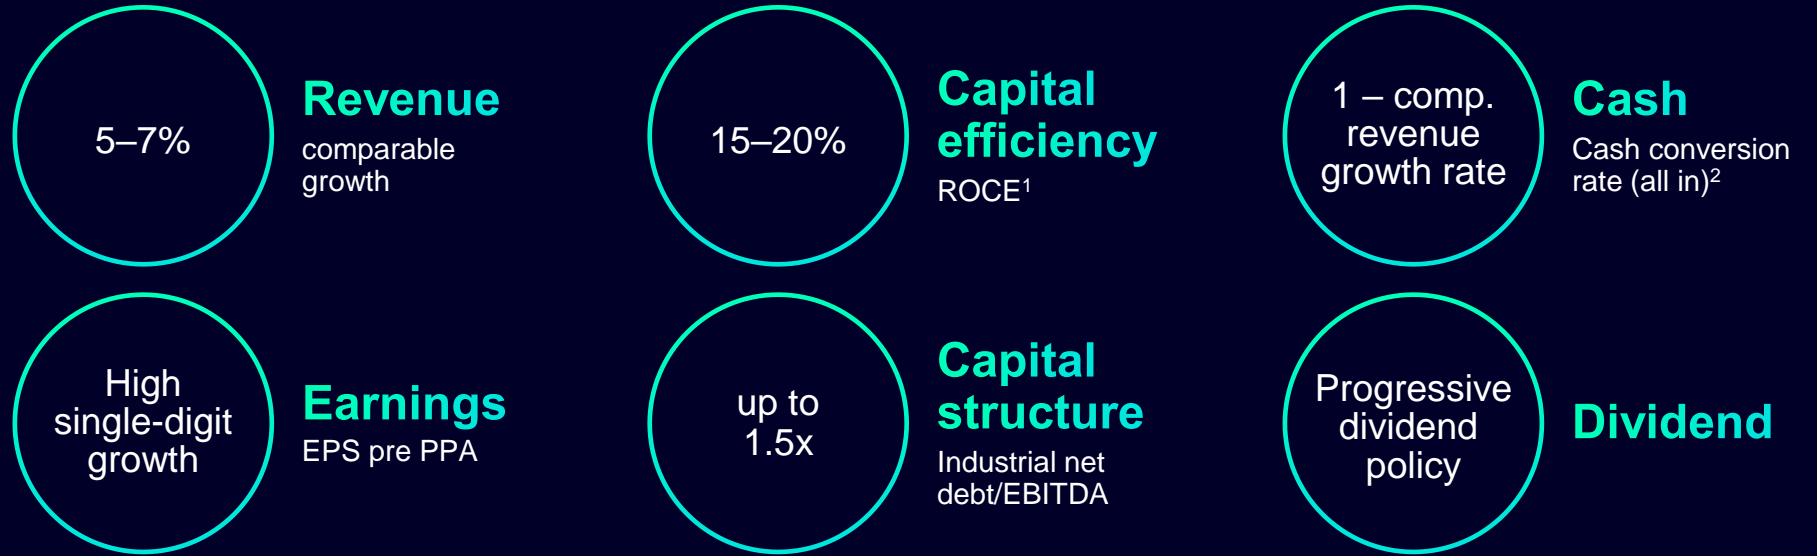 5–7%
Revenue
comparable
growth
15–20%
Capital
efficiency
ROCE¹
1 – comp.
revenue
growth rate
Cash
Cash conversion
rate (all in)²
High
single-digit
growth
Earnings
EPS pre PPA
up to
1.5x
Capital
structure
Industrial net
debt/EBITDA
Progressive
dividend
policy
Dividend